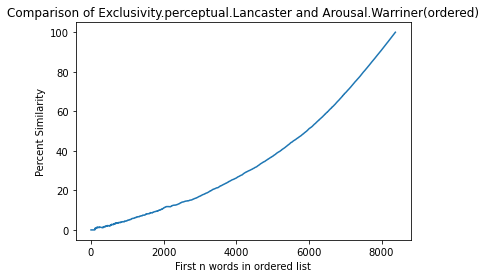 Comparison of Exclusivity.perceptual.Lancaster and Arousal.Warriner(ordered)
100
80
60
40
20
0
Percent Similarity
0 2000 4000 6000 8000
First n words in ordered list